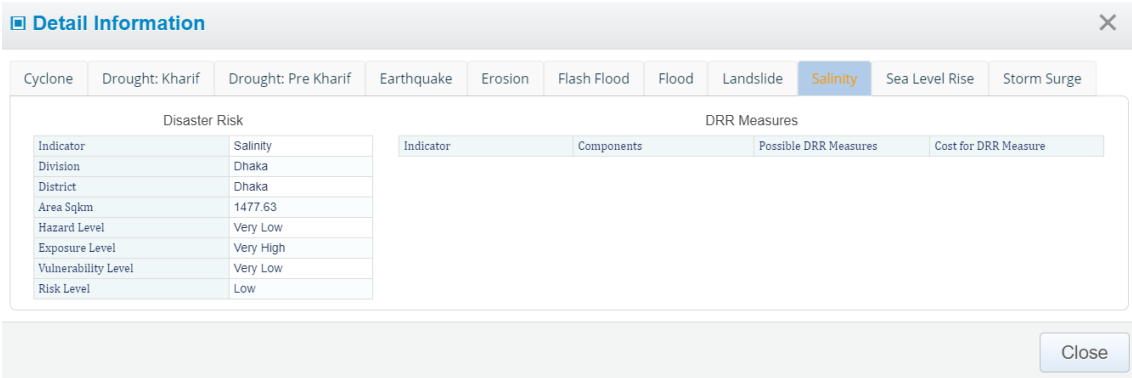 Detail Information
Cyclone Drought: Kharif Drought: Pre Kharif Earthquake Erosion Flash Flood Flood Landslide Salinity Sea Level Rise Storm Surge
Disaster Risk
Indicator Salinity
Division Dhaka
District Dhaka
Area Sqkm 1477.63
Hazard Level Very Low
Exposure Level Very High
Vulnerability Level Very Low
Risk Level Low
DRR Measures
Indicator Components Possible DRR Measures Cost for DRR Measure
Close